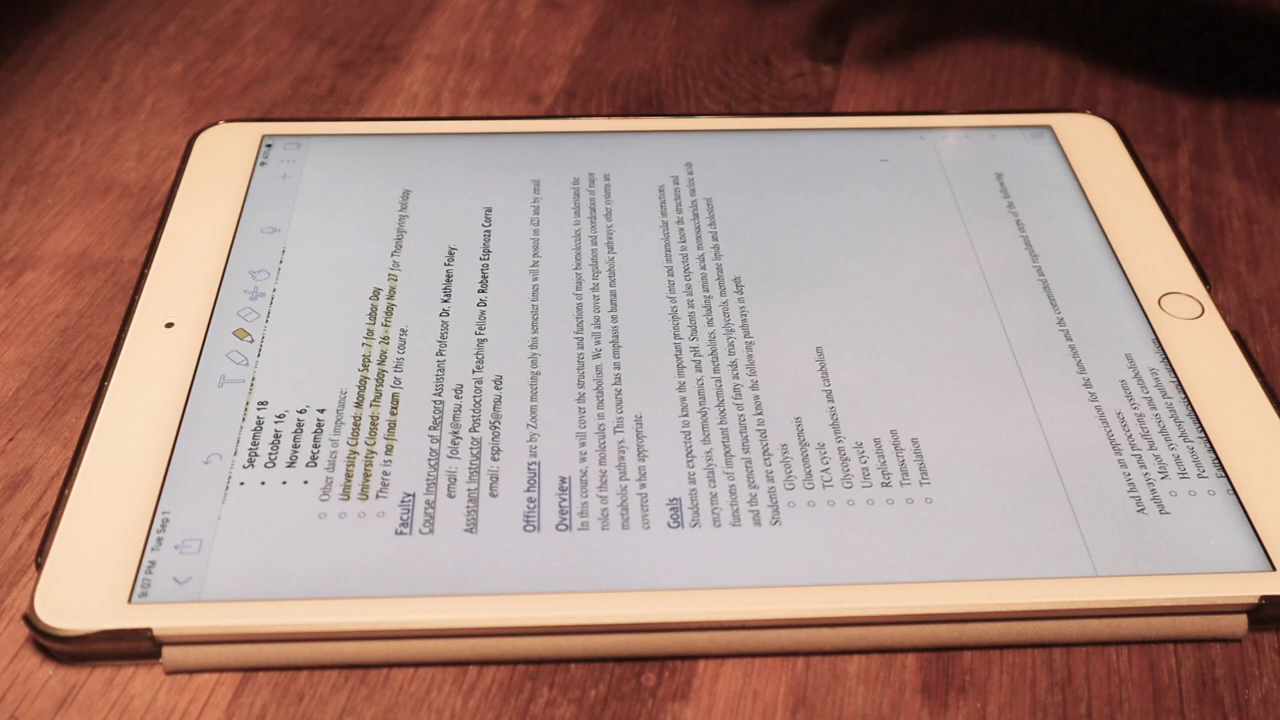 9:07 PM Tue Sep 1
• September 18
• October 16,
• November 6,
• December 4
○ Other dates of importance:
○ University Closed: Monday Sept. 7 for Labor Day
○ University Closed: Thursday Nov. 26 - Friday Nov. 27 for Thanksgiving holiday
○ There is no final exam for this course.
Faculty
Course Instructor of Record Assistant Professor Dr. Kathleen Foley:
email: foleyk@msu.edu
Assistant Instructor Postdoctoral Teaching Fellow Dr. Roberto Espinoza Corral
email: espino95@msu.edu
Office hours are by Zoom meeting only this semester times will be posted on d2l and by email.
Overview
In this course, we will cover the structures and functions of major biomolecules, to understand the
roles of these molecules in metabolism. We will also cover the regulation and coordination of major
metabolic pathways. This course has an emphasis on human metabolic pathways; other systems are
covered when appropriate.
Goals
Students are expected to know the important principles of inter and intramolecular interactions,
enzyme catalysis, thermodynamics, and pH. Students are also expected to know the structures and
functions of important biochemical metabolites, including amino acids, monosaccharides, nucleic acids
and the general structures of fatty acids, triacylglycerols, membrane lipids and cholesterol.
Students are expected to know the following pathways in depth:
○ Glycolysis
○ Gluconeogenesis
○ TCA cycle
○ Glycogen synthesis and catabolism
○ Urea cycle
○ Replication
○ Transcription
○ Translation
And have an appreciation for the function and the committed and regulated steps of the following
pathways and processes:
○ Major buffering systems
○ Heme synthesis and catabolism
○ Pentose phosphate pathway
○ Fatty acid synthesis and catabolism